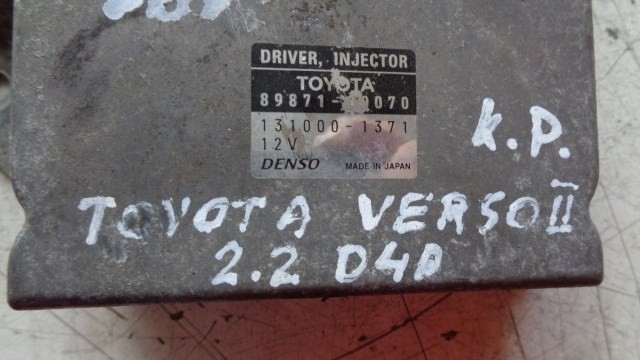 DRIVER, INJECTOR
TOYOTA
131000-1371
12V
DENSO MADE IN JAPAN
K.P.
TOYOTA VERSO II
2.2 D4D